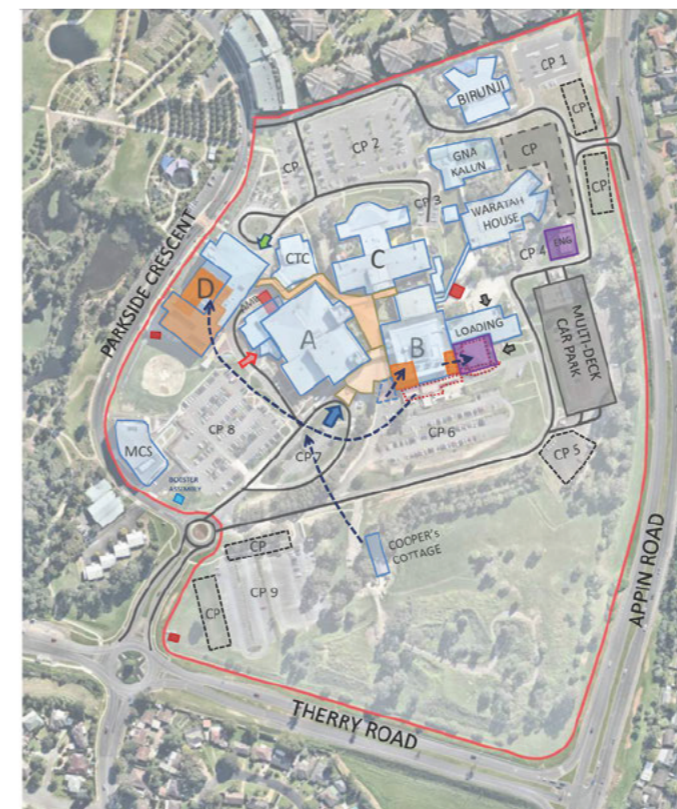 CP 1
CP
BIRUNJI
CP 2
CP
GNA
KALUN
CP
CP
CP 3
WARATAH
HOUSE
CTC
C
CP 4
ENG
PARKSIDE CRESCENT
D
A
B
LOADING
MULTI-DECK
CAR PARK
CP 8
CP 7
CP 6
CP 5
MCS
BOOSTER
ASSEMBLY
COOPER's
COTTAGE
CP
CP 9
CP
APPIN ROAD
THERRY ROAD